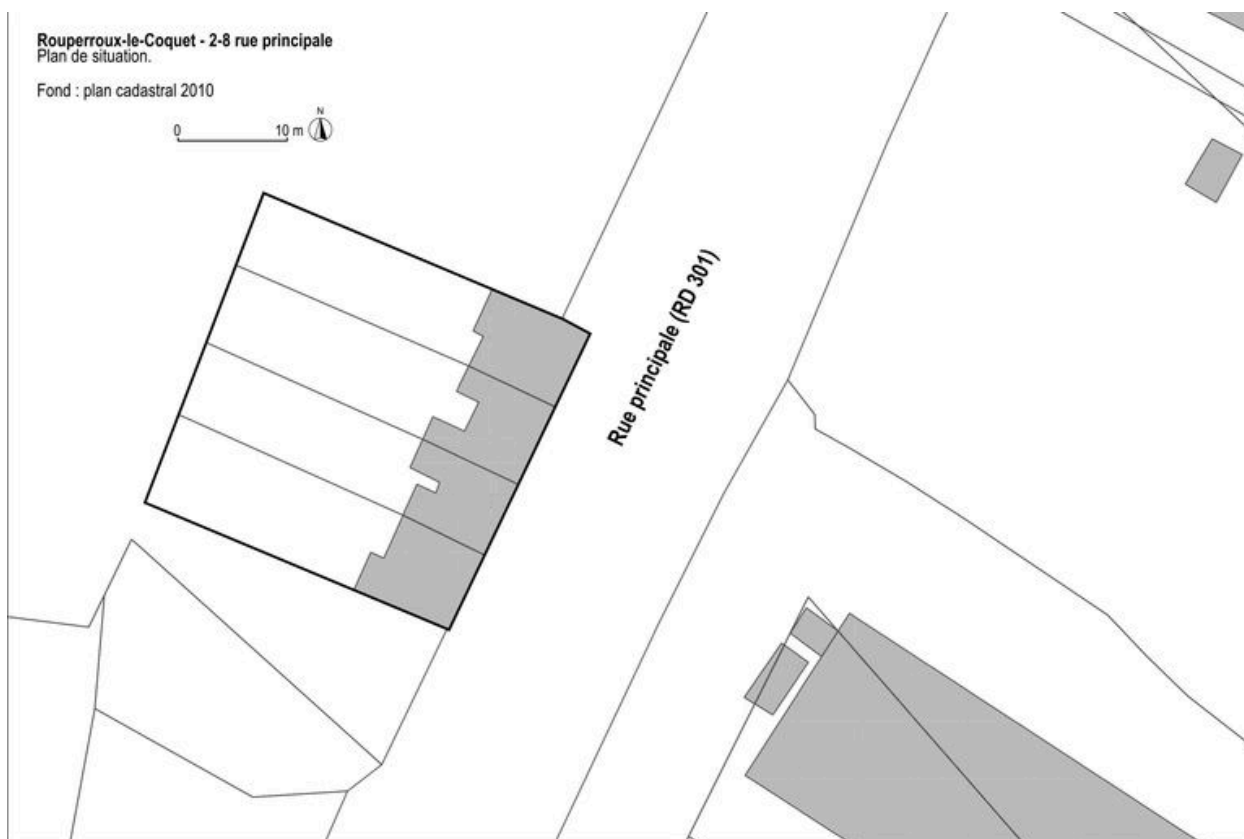 Rouperroux-le-Coquet - 2-8 rue principale
Plan de situation.
Fond : plan cadastral 2010
N
0 10 m
Rue principale (RD 301)